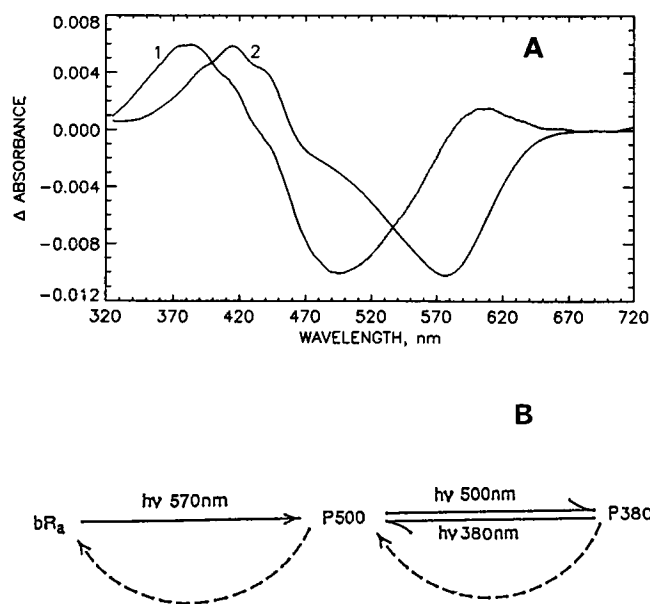 A
1
2
Δ ABSORBANCE
0.008
0.004
0.000
−0.004
−0.008
−0.012
320 370 420 470 520 570 620 670 720
WAVELENGTH, nm
B
bRa
hν 570nm
P500
hν 500nm
hν 380nm
P380